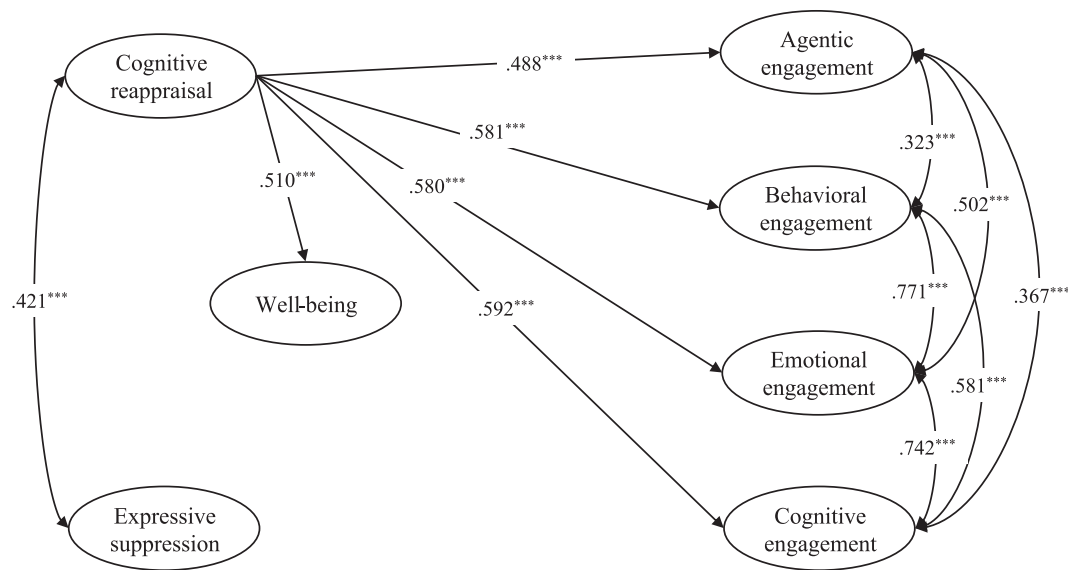 Cognitive
reappraisal
Agentic
engagement
.488***
.581***
.323***
.510***
.580***
Behavioral
engagement
.502***
.421***
Well-being
.592***
.771***
.367***
Emotional
engagement
.581***
.742***
Expressive
suppression
Cognitive
engagement